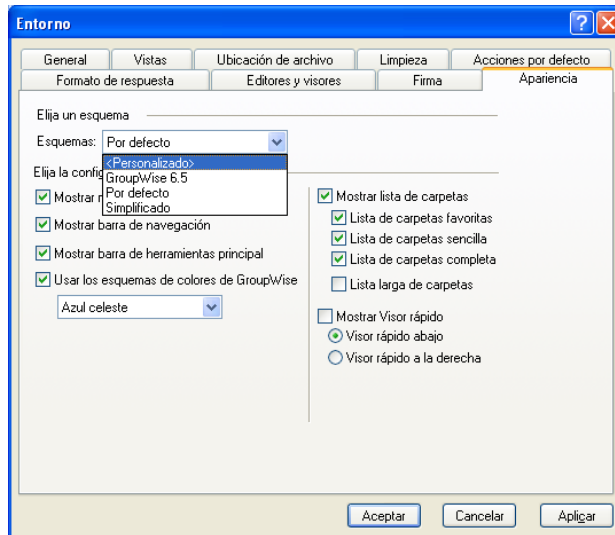 Entorno
General Vistas Ubicación de archivo Limpieza Acciones por defecto
Formato de respuesta Editores y visores Firma Apariencia
Elija un esquema
Esquemas: Por defecto
<Personalizado>
GroupWise 6.5
Por defecto
Simplificado
Elija la config
Mostrar
Mostrar barra de navegación
Mostrar barra de herramientas principal
Usar los esquemas de colores de GroupWise
Azul celeste
Mostrar lista de carpetas
Lista de carpetas favoritas
Lista de carpetas sencilla
Lista de carpetas completa
Lista larga de carpetas
Mostrar Visor rápido
Visor rápido abajo
Visor rápido a la derecha
Aceptar Cancelar Aplicar